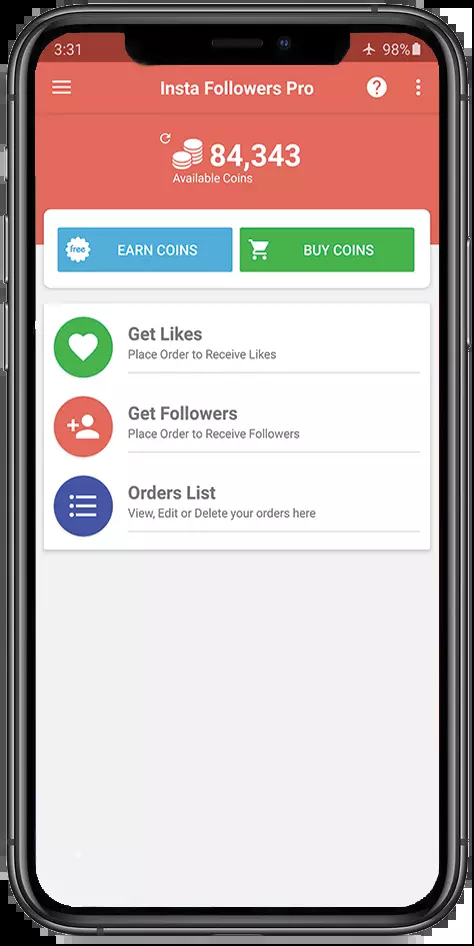 3:31
98%
Insta Followers Pro
84,343
Available Coins
free
EARN COINS
BUY COINS
Get Likes
Place Order to Receive Likes
Get Followers
Place Order to Receive Followers
Orders List
View, Edit or Delete your orders here